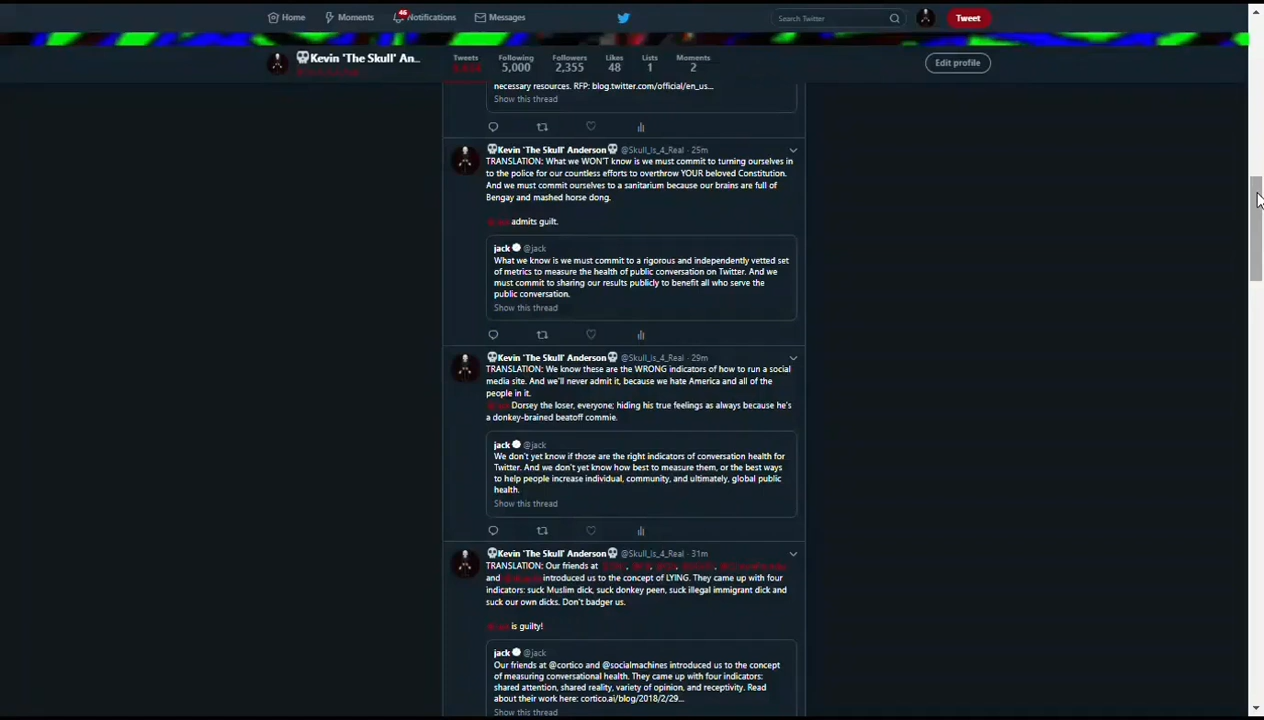 Home
Moments
46
Notifications
Messages
Search Twitter
Tweet
Kevin 'The Skull' An...
Tweets
Following
5,000
Followers
2,355
Likes
48
Lists
1
Moments
2
Edit profile
necessary resources. RFP: blog.twitter.com/official/en_us...
Show this thread
Kevin 'The Skull' Anderson @Skull_Is_4_Real - 25m
TRANSLATION: What we WON'T know is we must commit to turning ourselves in
to the police for our countless efforts to overthrow YOUR beloved Constitution.
And we must commit ourselves to a sanitarium because our brains are full of
Bengay and mashed horse dong.
admits guilt.
jack @jack
What we know is we must commit to a rigorous and independently vetted set
of metrics to measure the health of public conversation on Twitter. And we
must commit to sharing our results publicly to benefit all who serve the
public conversation.
Show this thread
Kevin 'The Skull' Anderson @Skull_Is_4_Real - 29m
TRANSLATION: We know these are the WRONG indicators of how to run a social
media site. And we'll never admit it, because we hate America and all of the
people in it.
Dorsey the loser, everyone; hiding his true feelings as always because he's
a donkey-brained beatoff commie.
jack @jack
We don't yet know if those are the right indicators of conversation health for
Twitter. And we don't yet know how best to measure them, or the best ways
to help people increase individual, community, and ultimately, global public
health.
Show this thread
Kevin 'The Skull' Anderson @Skull_Is_4_Real - 31m
TRANSLATION: Our friends at , , , , 
and introduced us to the concept of LYING. They came up with four
indicators: suck Muslim dick, suck donkey peen, suck illegal immigrant dick and
suck our own dicks. Don't badger us.
is guilty!
jack @jack
Our friends at @cortico and @socialmachines introduced us to the concept
of measuring conversational health. They came up with four indicators:
shared attention, shared reality, variety of opinion, and receptivity. Read
about their work here: cortico.ai/blog/2018/2/29...
Show this thread